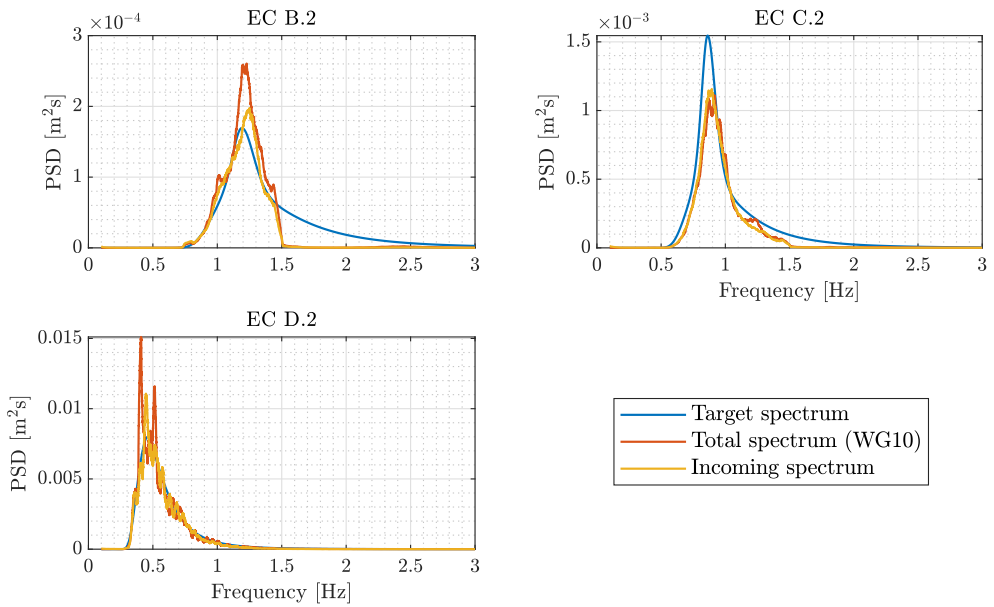 EC B.2
×10⁻⁴
PSD [m²s]
3
2
1
0
0 0.5 1 1.5 2 2.5 3
EC C.2
×10⁻³
PSD [m²s]
1.5
1
0.5
0
0 0.5 1 1.5 2 2.5 3
Frequency [Hz]
EC D.2
PSD [m²s]
0.015
0.01
0.005
0
0 0.5 1 1.5 2 2.5 3
Frequency [Hz]
Target spectrum
Total spectrum (WG10)
Incoming spectrum